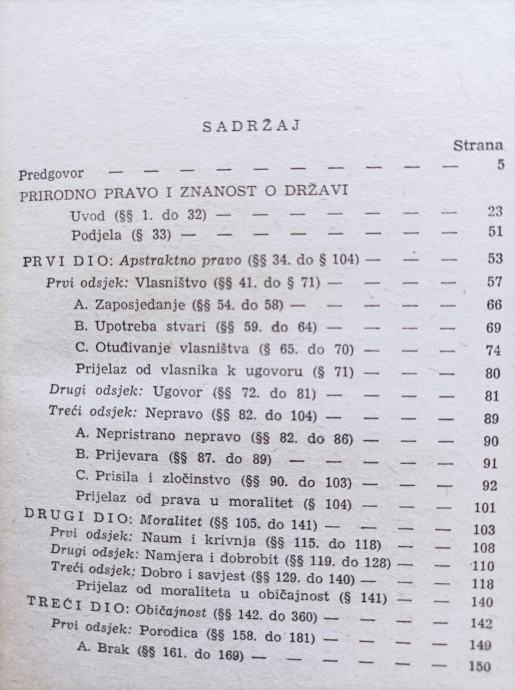 SADRŽAJ
Strana
Predgovor — — — — — — — — — — — — 5
PRIRODNO PRAVO I ZNANOST O DRŽAVI
Uvod (§§ 1. do 32) — — — — — — — — 23
Podjela (§ 33) — — — — — — — — — 51
PRVI DIO: Apstraktno pravo (§§ 34. do § 104) — — — — 53
Prvi odsjek: Vlasništvo (§§ 41. do § 71) — — — — — 57
A. Zaposjedanje (§§ 54. do 58) — — — — — — 66
B. Upotreba stvari (§§ 59. do 64) — — — — — 69
C. Otuđivanje vlasništva (§ 65. do 70) — — — — 74
Prijelaz od vlasnika k ugovoru (§ 71) — — — — 80
Drugi odsjek: Ugovor (§§ 72. do 81) — — — — — 81
Treći odsjek: Nepravo (§§ 82. do 104) — — — — — 89
A. Nepristrano nepravo (§§ 82. do 86) — — — — 90
B. Prijevara (§§ 87. do 89) — — — — — — 91
C. Prisila i zločinstvo (§§ 90. do 103) — — — — 92
Prijelaz od prava u moralitet (§ 104) — — — — 101
DRUGI DIO: Moralitet (§§ 105. do 141) — — — — — 103
Prvi odsjek: Naum i krivnja (§§ 115. do 118) — — — 108
Drugi odsjek: Namjera i dobrobit (§§ 119. do 128) — — — 110
Treći odsjek: Dobro i savjest (§§ 129. do 140) — — — — 118
Prijelaz od moraliteta u običajnost (§ 141) — — — 140
TREĆI DIO: Običajnost (§§ 142. do 360) — — — — — 142
Prvi odsjek: Porodica (§§ 158. do 181) — — — — — 149
A. Brak (§§ 161. do 169) — — — — — — 150